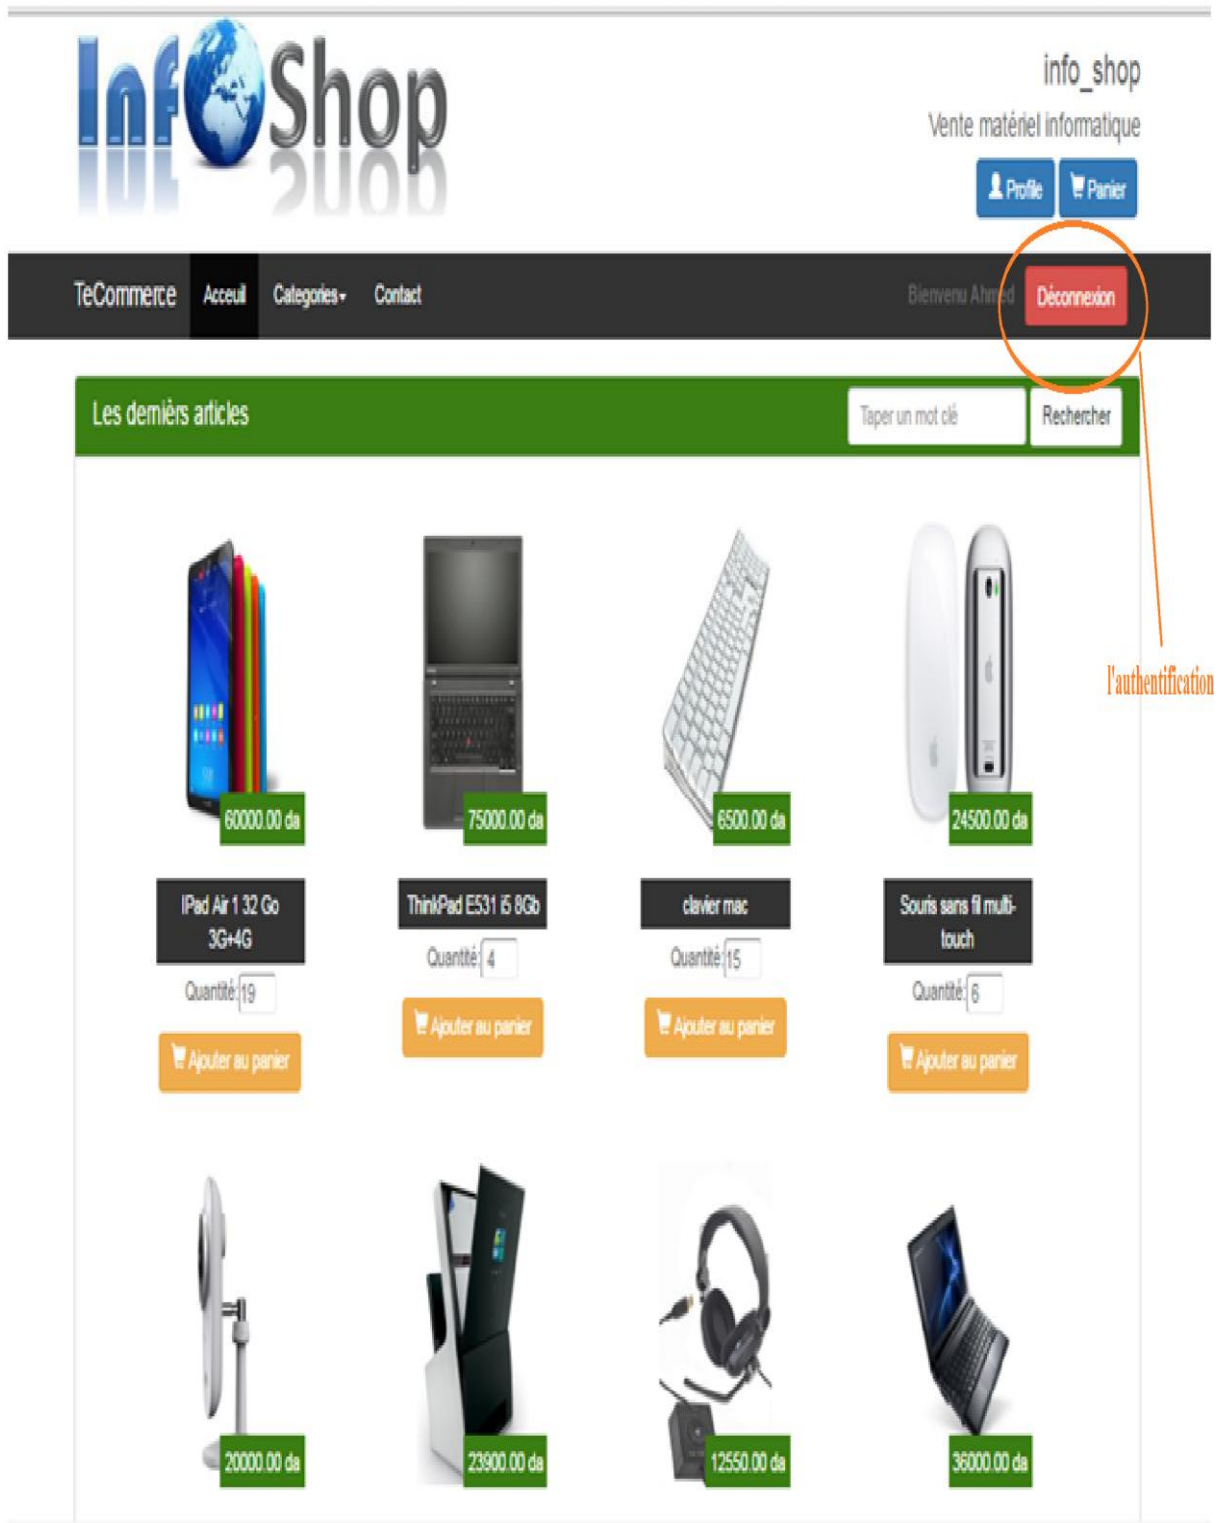 InfoShop
info_shop
Vente matériel informatique
Profile Panier
TeCommerce Acceuil Categories Contact Bienvenu Ahmed Déconnexion
Les dernièrs articles Taper un mot clé Rechercher
l'authentification
60000.00 da 75000.00 da 6500.00 da 24500.00 da
IPad Air 1 32 Go
3G+4G
Quantité: 19
Ajouter au panier
ThinkPad E531 i5 8Gb
Quantité: 4
Ajouter au panier
clavier mac
Quantité: 15
Ajouter au panier
Souris sans fil multi-
touch
Quantité: 6
Ajouter au panier
20000.00 da 23900.00 da 12550.00 da 36000.00 da